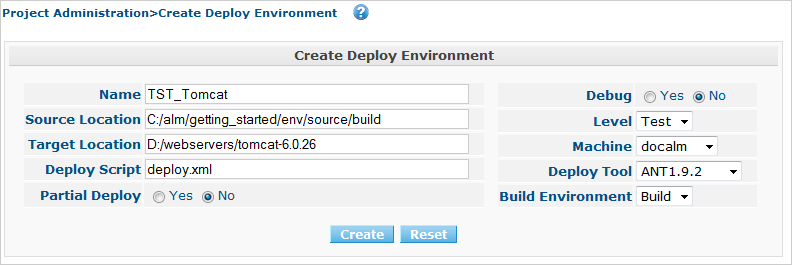 Project Administration>Create Deploy Environment ?
Create Deploy Environment
Name TST_Tomcat
Source Location C:/alm/getting_started/env/source/build
Target Location D:/webservers/tomcat-6.0.26
Deploy Script deploy.xml
Partial Deploy Yes No
Debug Yes No
Level Test
Machine docalm
Deploy Tool ANT1.9.2
Build Environment Build
Create Reset